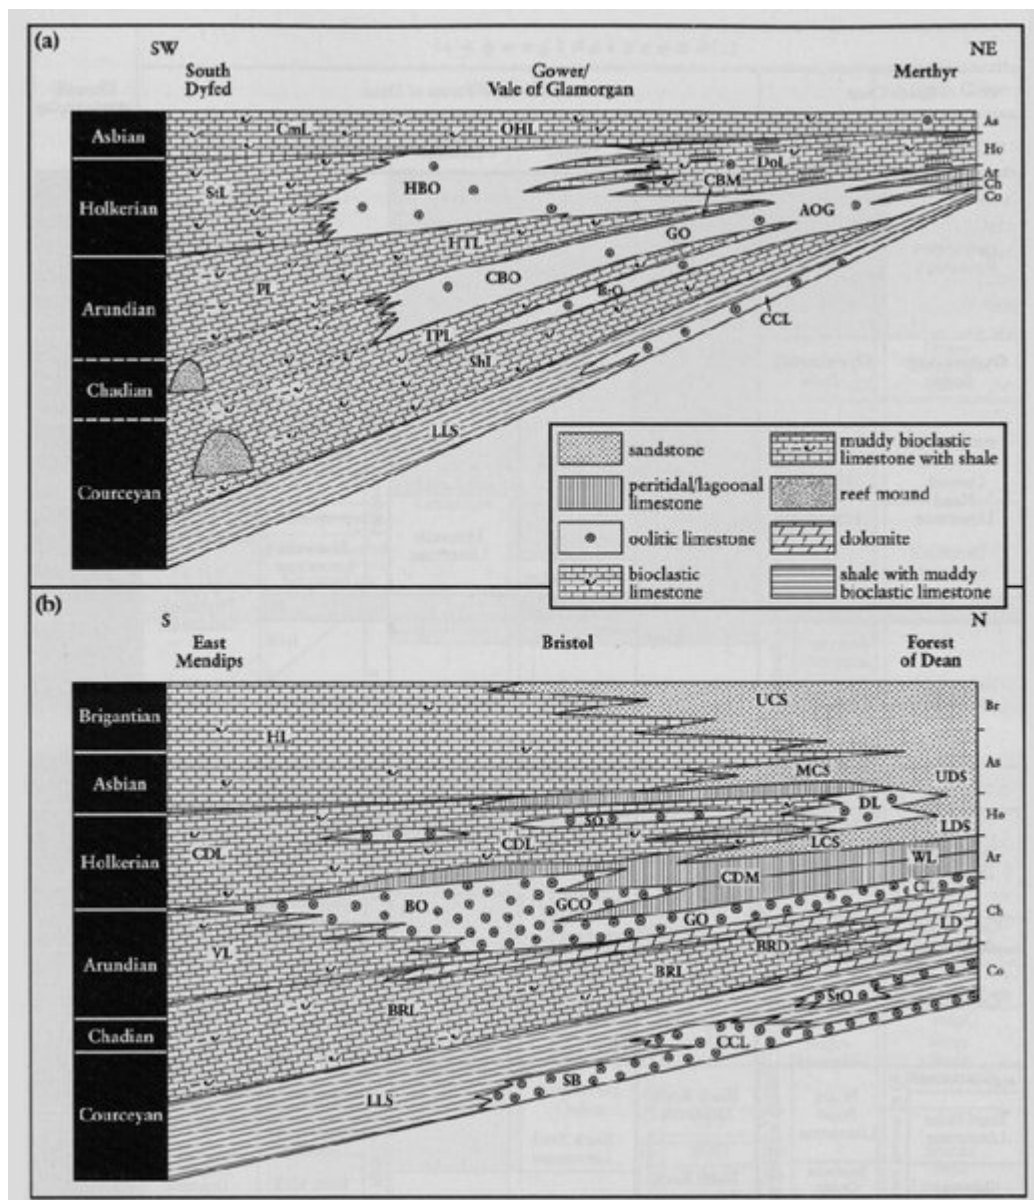 (a)
SW
NE
South
Dyfed
Gower/
Vale of Glamorgan
Merthyr
Asbian
Holkerian
Arundian
Chadian
Courceyan
CmL
OHL
StL
HBO
DoL
CBM
HTL
GO
AOG
PL
CBO
BrO
TPL
ShL
CCL
LLS
As
Ho
Ar
Ch
Co
sandstone
peritidal/lagoonal
limestone
oolitic limestone
bioclastic
limestone
muddy bioclastic
limestone with shale
reef mound
dolomite
shale with muddy
bioclastic limestone
(b)
S
N
East
Mendips
Bristol
Forest
of Dean
Brigantian
Asbian
Holkerian
Arundian
Chadian
Courceyan
UCS
HL
MCS
UDS
DL
SO
LDS
CDL
CDL
LCS
WL
CDM
CL
BO
GCO
GO
LD
VL
BRD
BRL
BRL
StO
CCL
SB
LLS
Br
As
Ho
Ar
Ch
Co